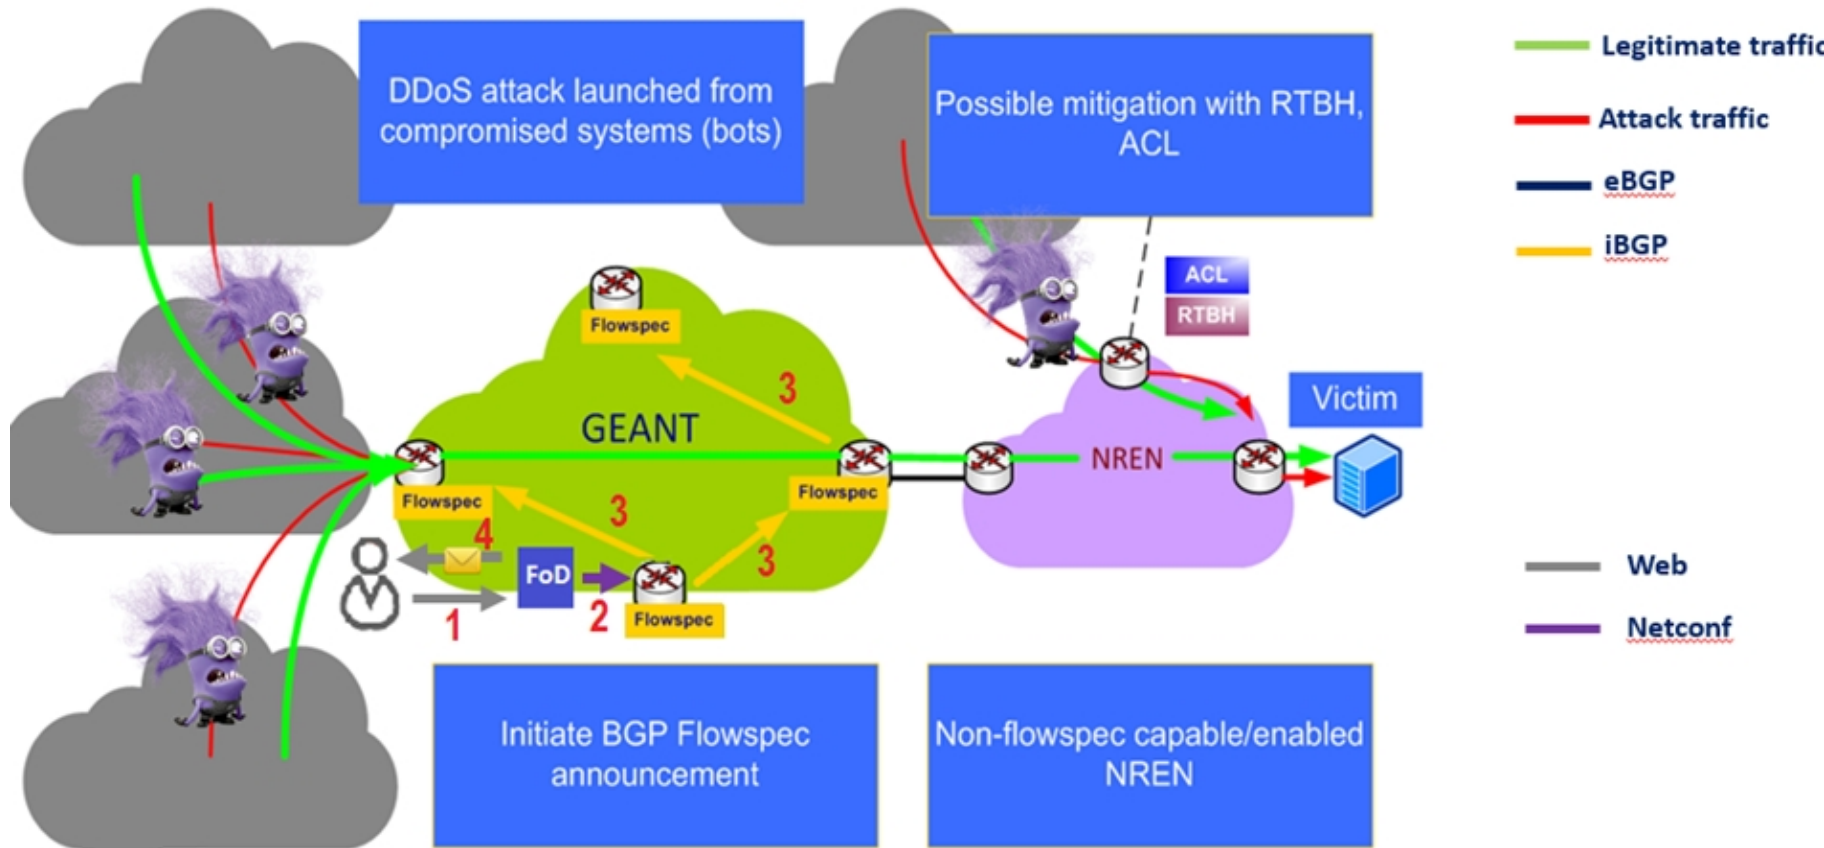 DDoS attack launched from
compromised systems (bots)
Possible mitigation with RTBH,
ACL
Legitimate traffic
Attack traffic
eBGP
iBGP
ACL
RTBH
Flowspec
3
Victim
GEANT
NREN
Flowspec
Flowspec
3
3
4
FoD
1
2
Flowspec
Web
Netconf
Initiate BGP Flowspec
announcement
Non-flowspec capable/enabled
NREN